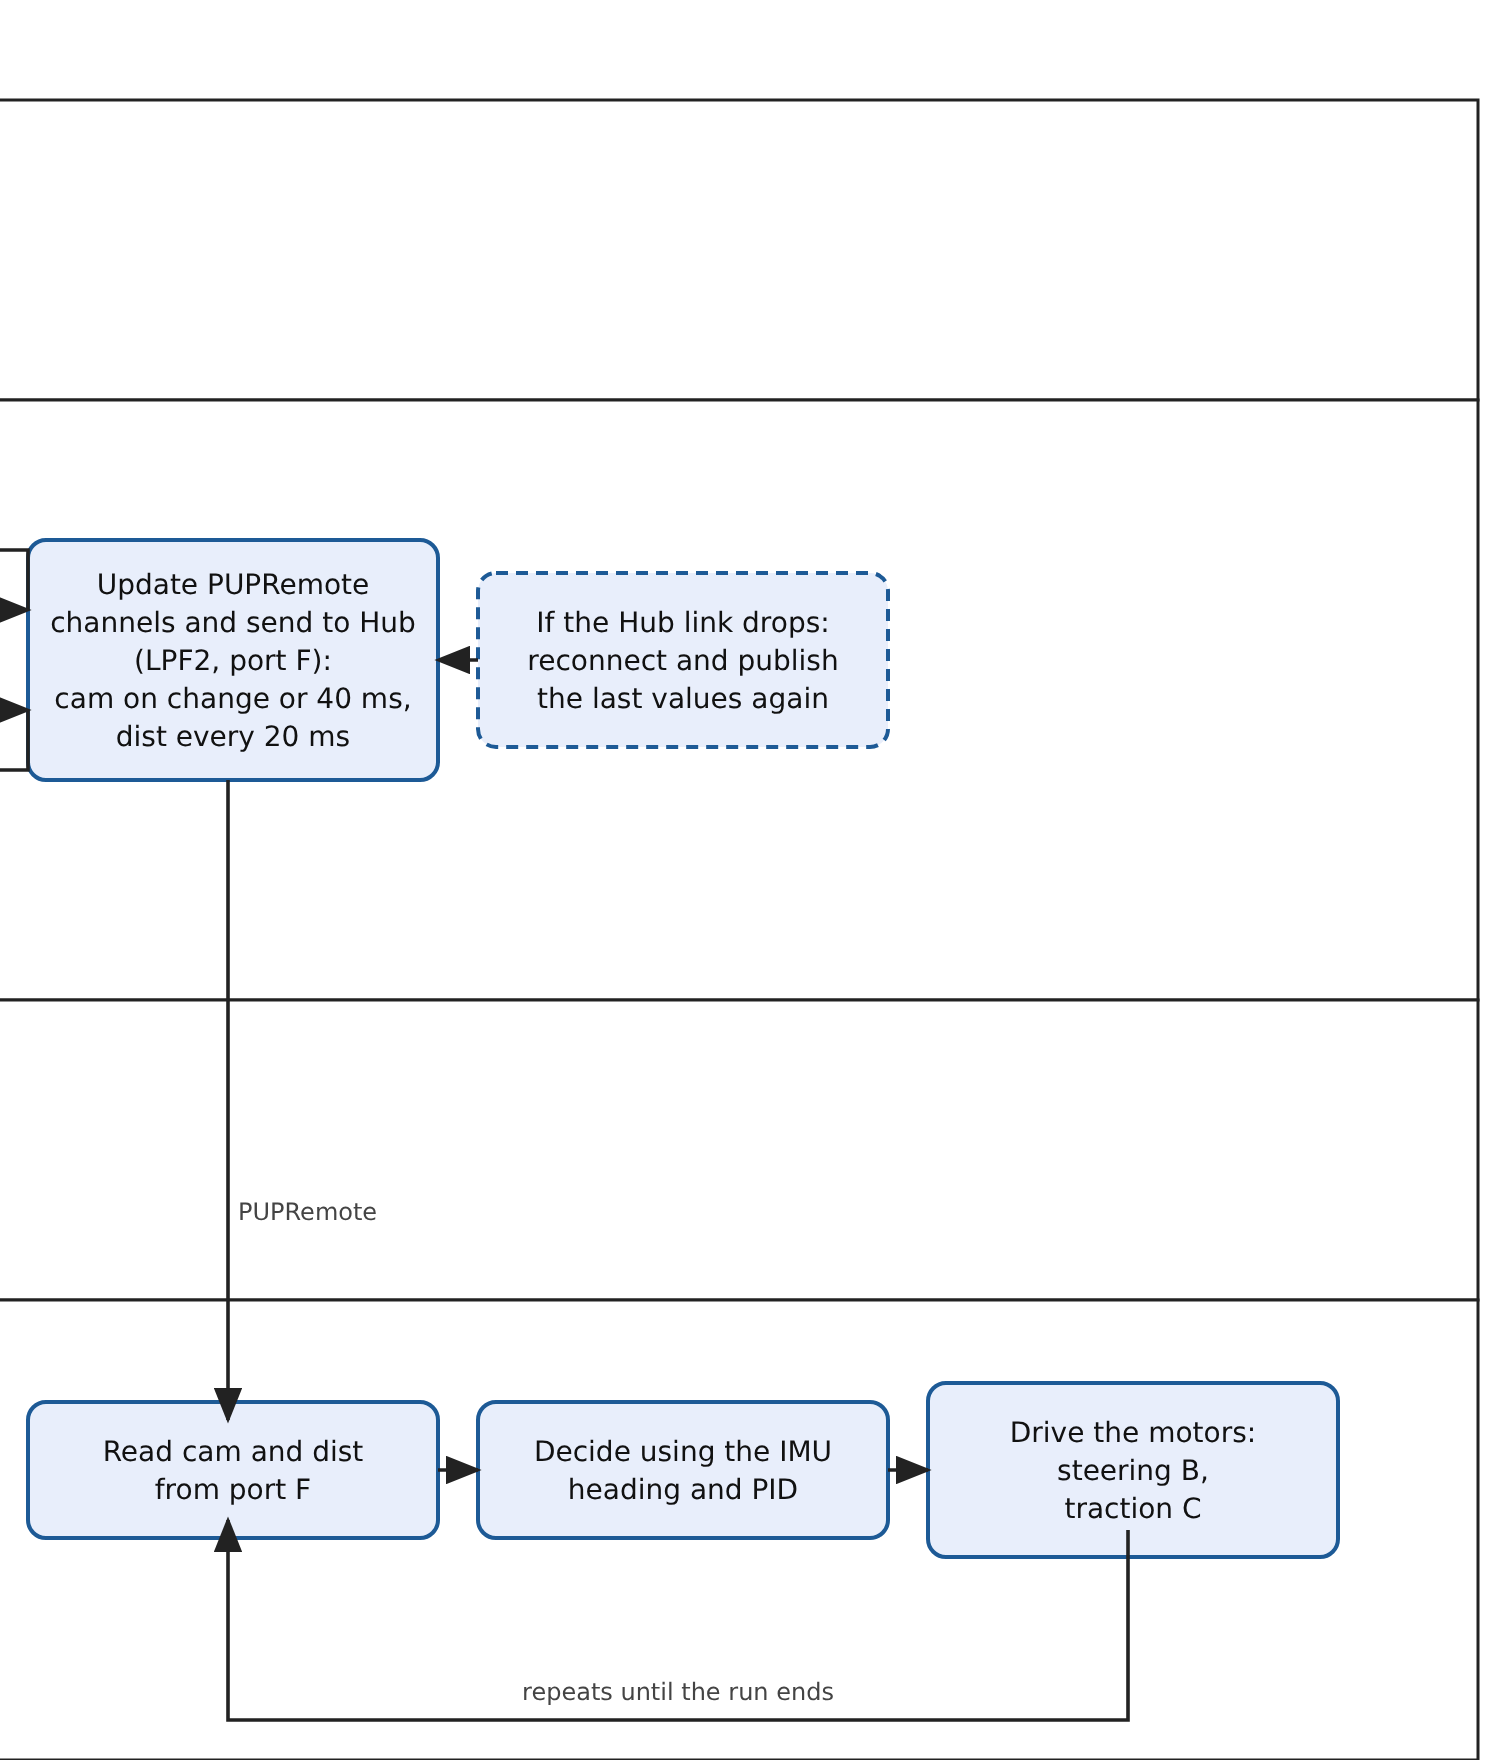 Update PUPRemote
channels and send to Hub
(LPF2, port F):
cam on change or 40 ms,
dist every 20 ms
If the Hub link drops:
reconnect and publish
the last values again
PUPRemote
Read cam and dist
from port F
Decide using the IMU
heading and PID
Drive the motors:
steering B,
traction C
repeats until the run ends